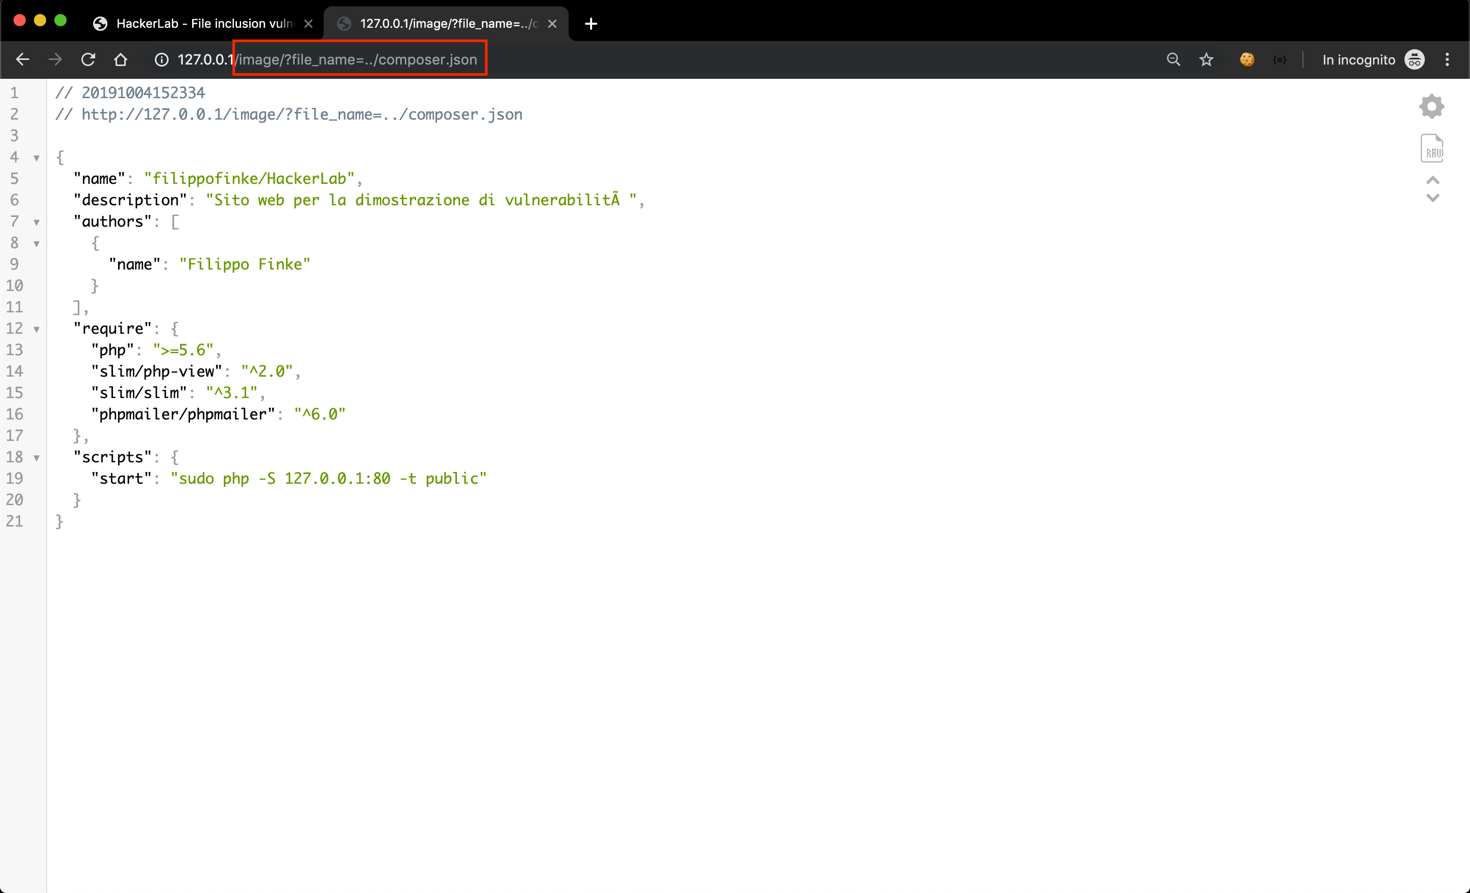 HackerLab - File inclusion vuln
127.0.0.1/image/?file_name=../c
127.0.0.1/image/?file_name=../composer.json
In incognito
1 // 20191004152334
2 // http://127.0.0.1/image/?file_name=../composer.json
3
4 {
5 "name": "filippofinke/HackerLab",
6 "description": "Sito web per la dimostrazione di vulnerabilitÃ ",
7 "authors": [
8 {
9 "name": "Filippo Finke"
10 }
11 ],
12 "require": {
13 "php": ">=5.6",
14 "slim/php-view": "^2.0",
15 "slim/slim": "^3.1",
16 "phpmailer/phpmailer": "^6.0"
17 },
18 "scripts": {
19 "start": "sudo php -S 127.0.0.1:80 -t public"
20 }
21 }
RAW